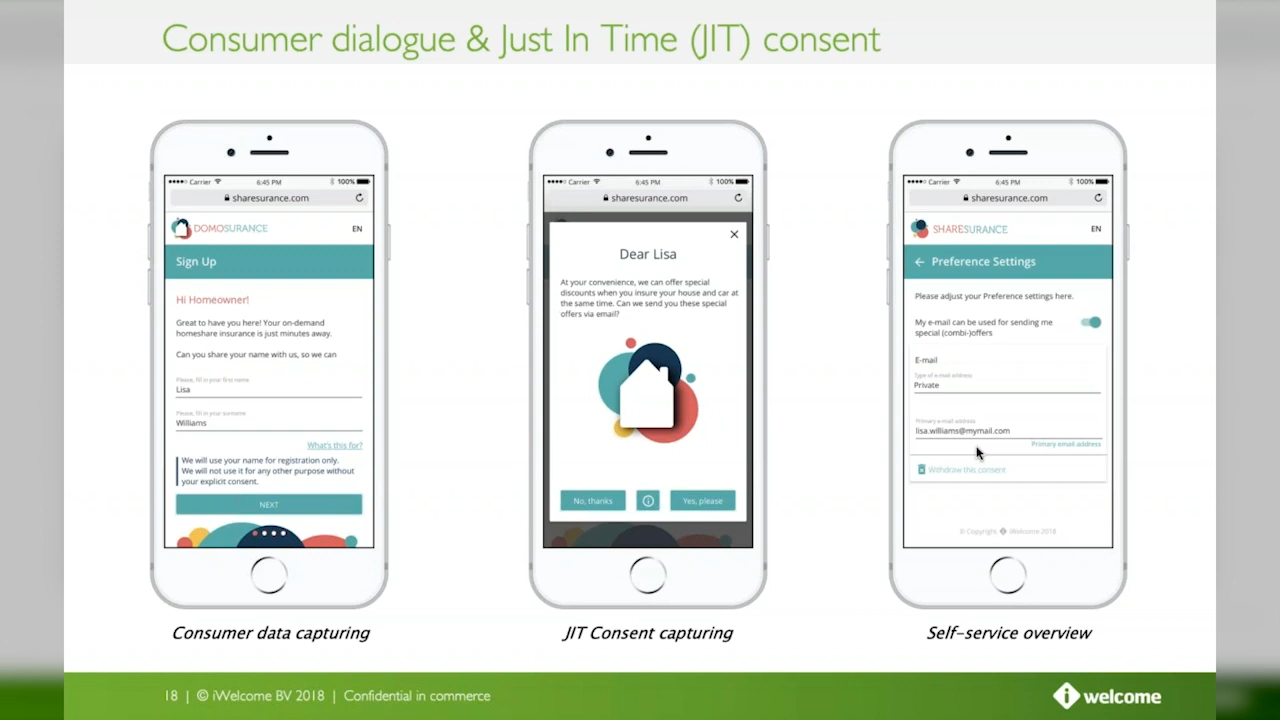 Consumer dialogue & Just In Time (JIT) consent
Carrier
6:45 PM
100%
sharesurance.com
DOMOSURANCE
EN
Sign Up
Hi Homeowner!
Great to have you here! Your on-demand
homeshare insurance is just minutes away.
Can you share your name with us, so we can
Please, fill in your first name
Lisa
Please, fill in your surname
Williams
What's this for?
We will use your name for registration only.
We will not use it for any other purpose without
your explicit consent.
NEXT
Consumer data capturing
Carrier
6:45 PM
100%
sharesurance.com
Dear Lisa
At your convenience, we can offer special
discounts when you insure your house and car at
the same time. Can we send you these special
offers via email?
No, thanks
Yes, please
JIT Consent capturing
Carrier
6:45 PM
100%
sharesurance.com
SHARESURANCE
EN
Preference Settings
Please adjust your Preference settings here.
My e-mail can be used for sending me
special (combi-)offers
E-mail
Type of e-mail address
Private
Primary e-mail address
lisa.williams@mymail.com
Primary email address
Withdraw this consent
© Copyright iWelcome 2018
Self-service overview
18 | © iWelcome BV 2018 | Confidential in commerce
i welcome